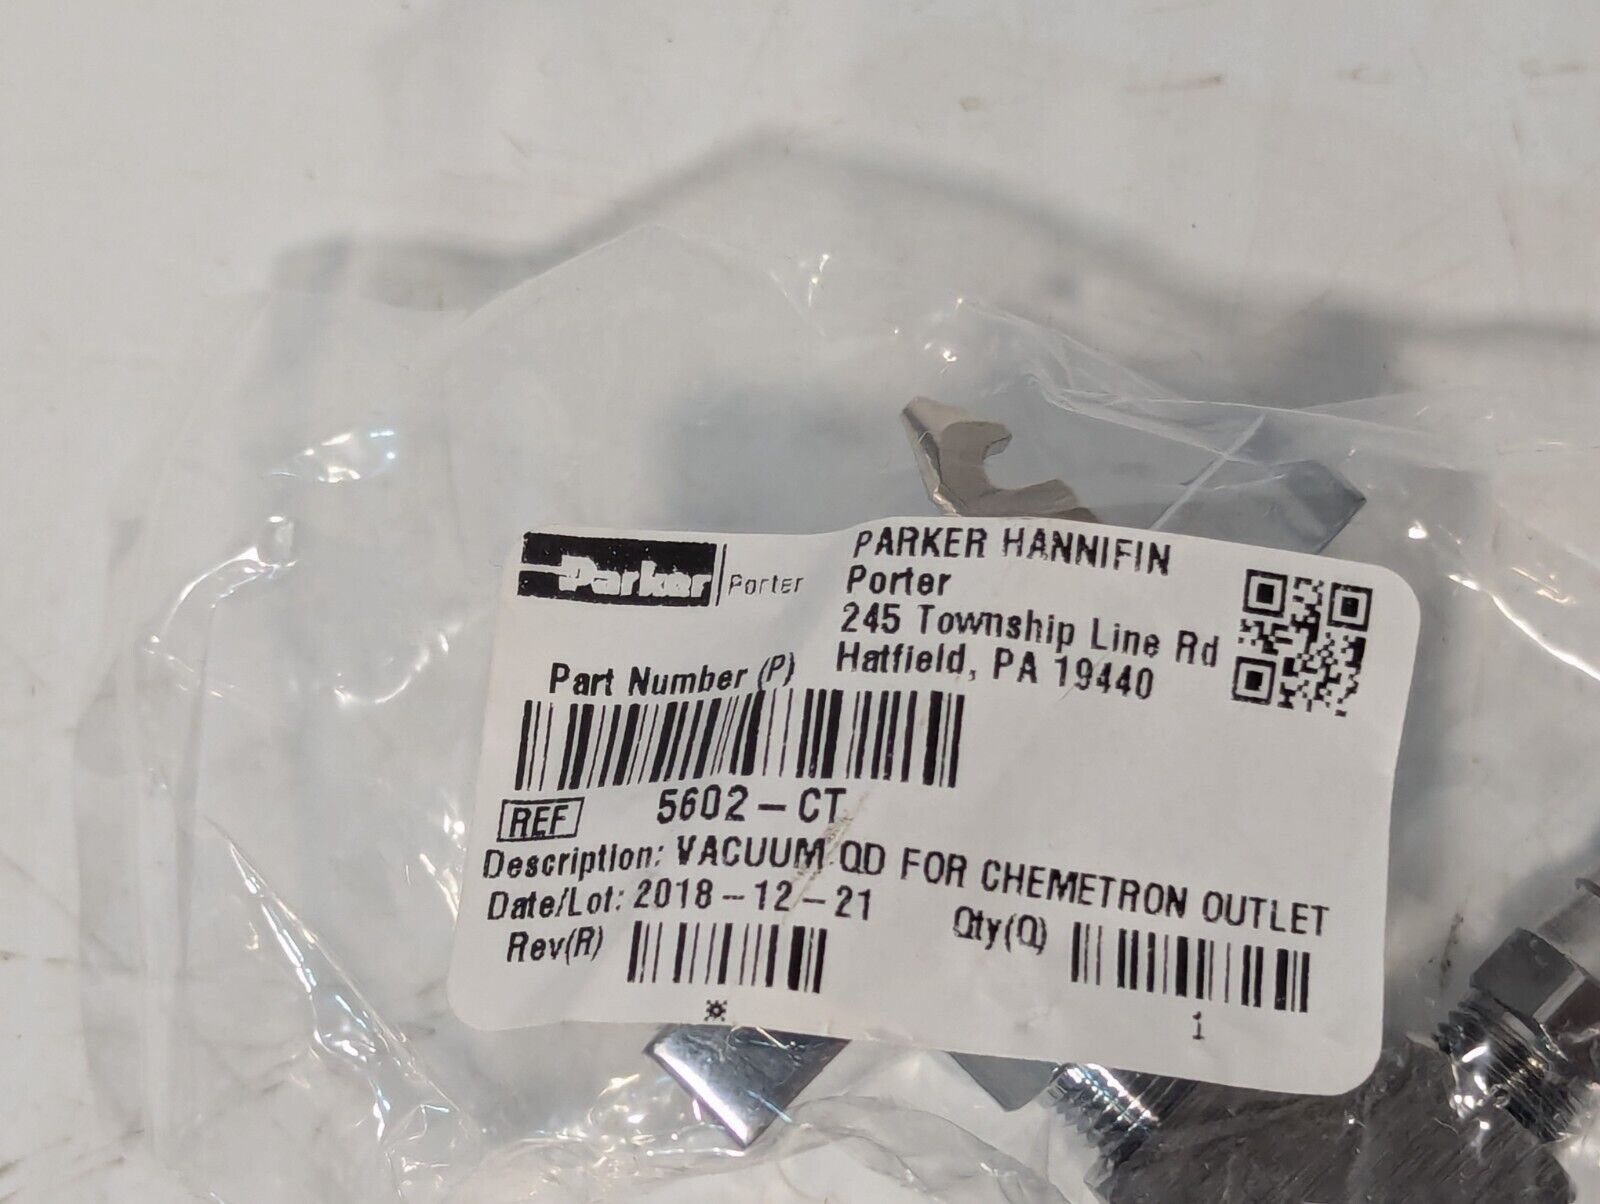 Parker Porter
PARKER HANNIFIN
Porter
245 Township Line Rd
Hatfield, PA 19440
Part Number (P)
REF 5602-CT
Description: VACUUM QD FOR CHEMETRON OUTLET
Date/Lot: 2018-12-21
Rev(R)
Qty(Q)
1